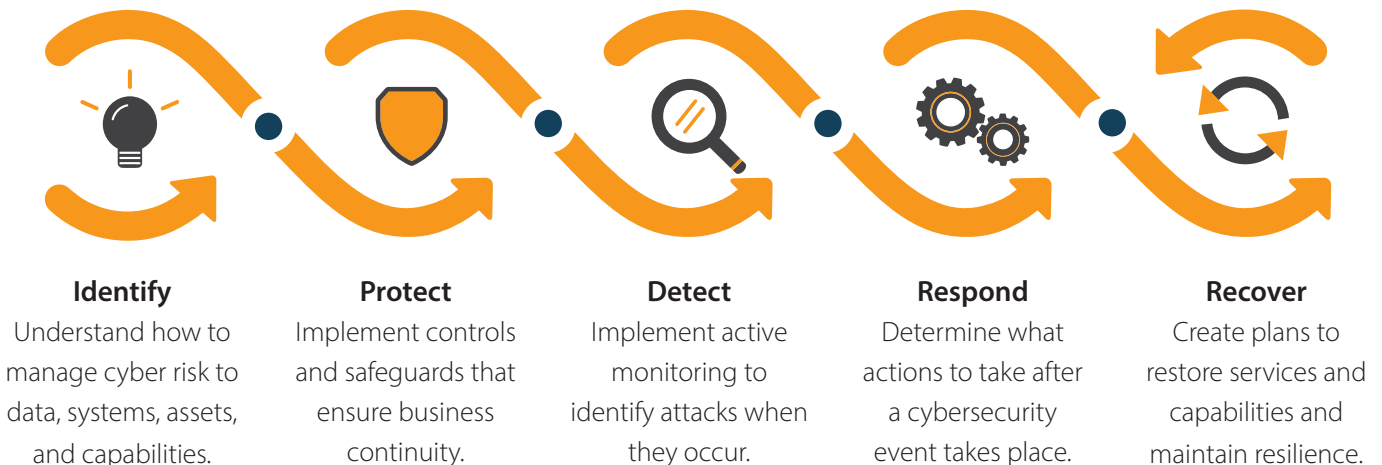 Identify
Understand how to
manage cyber risk to
data, systems, assets,
and capabilities.
Protect
Implement controls
and safeguards that
ensure business
continuity.
Detect
Implement active
monitoring to
identify attacks when
they occur.
Respond
Determine what
actions to take after
a cybersecurity
event takes place.
Recover
Create plans to
restore services and
capabilities and
maintain resilience.